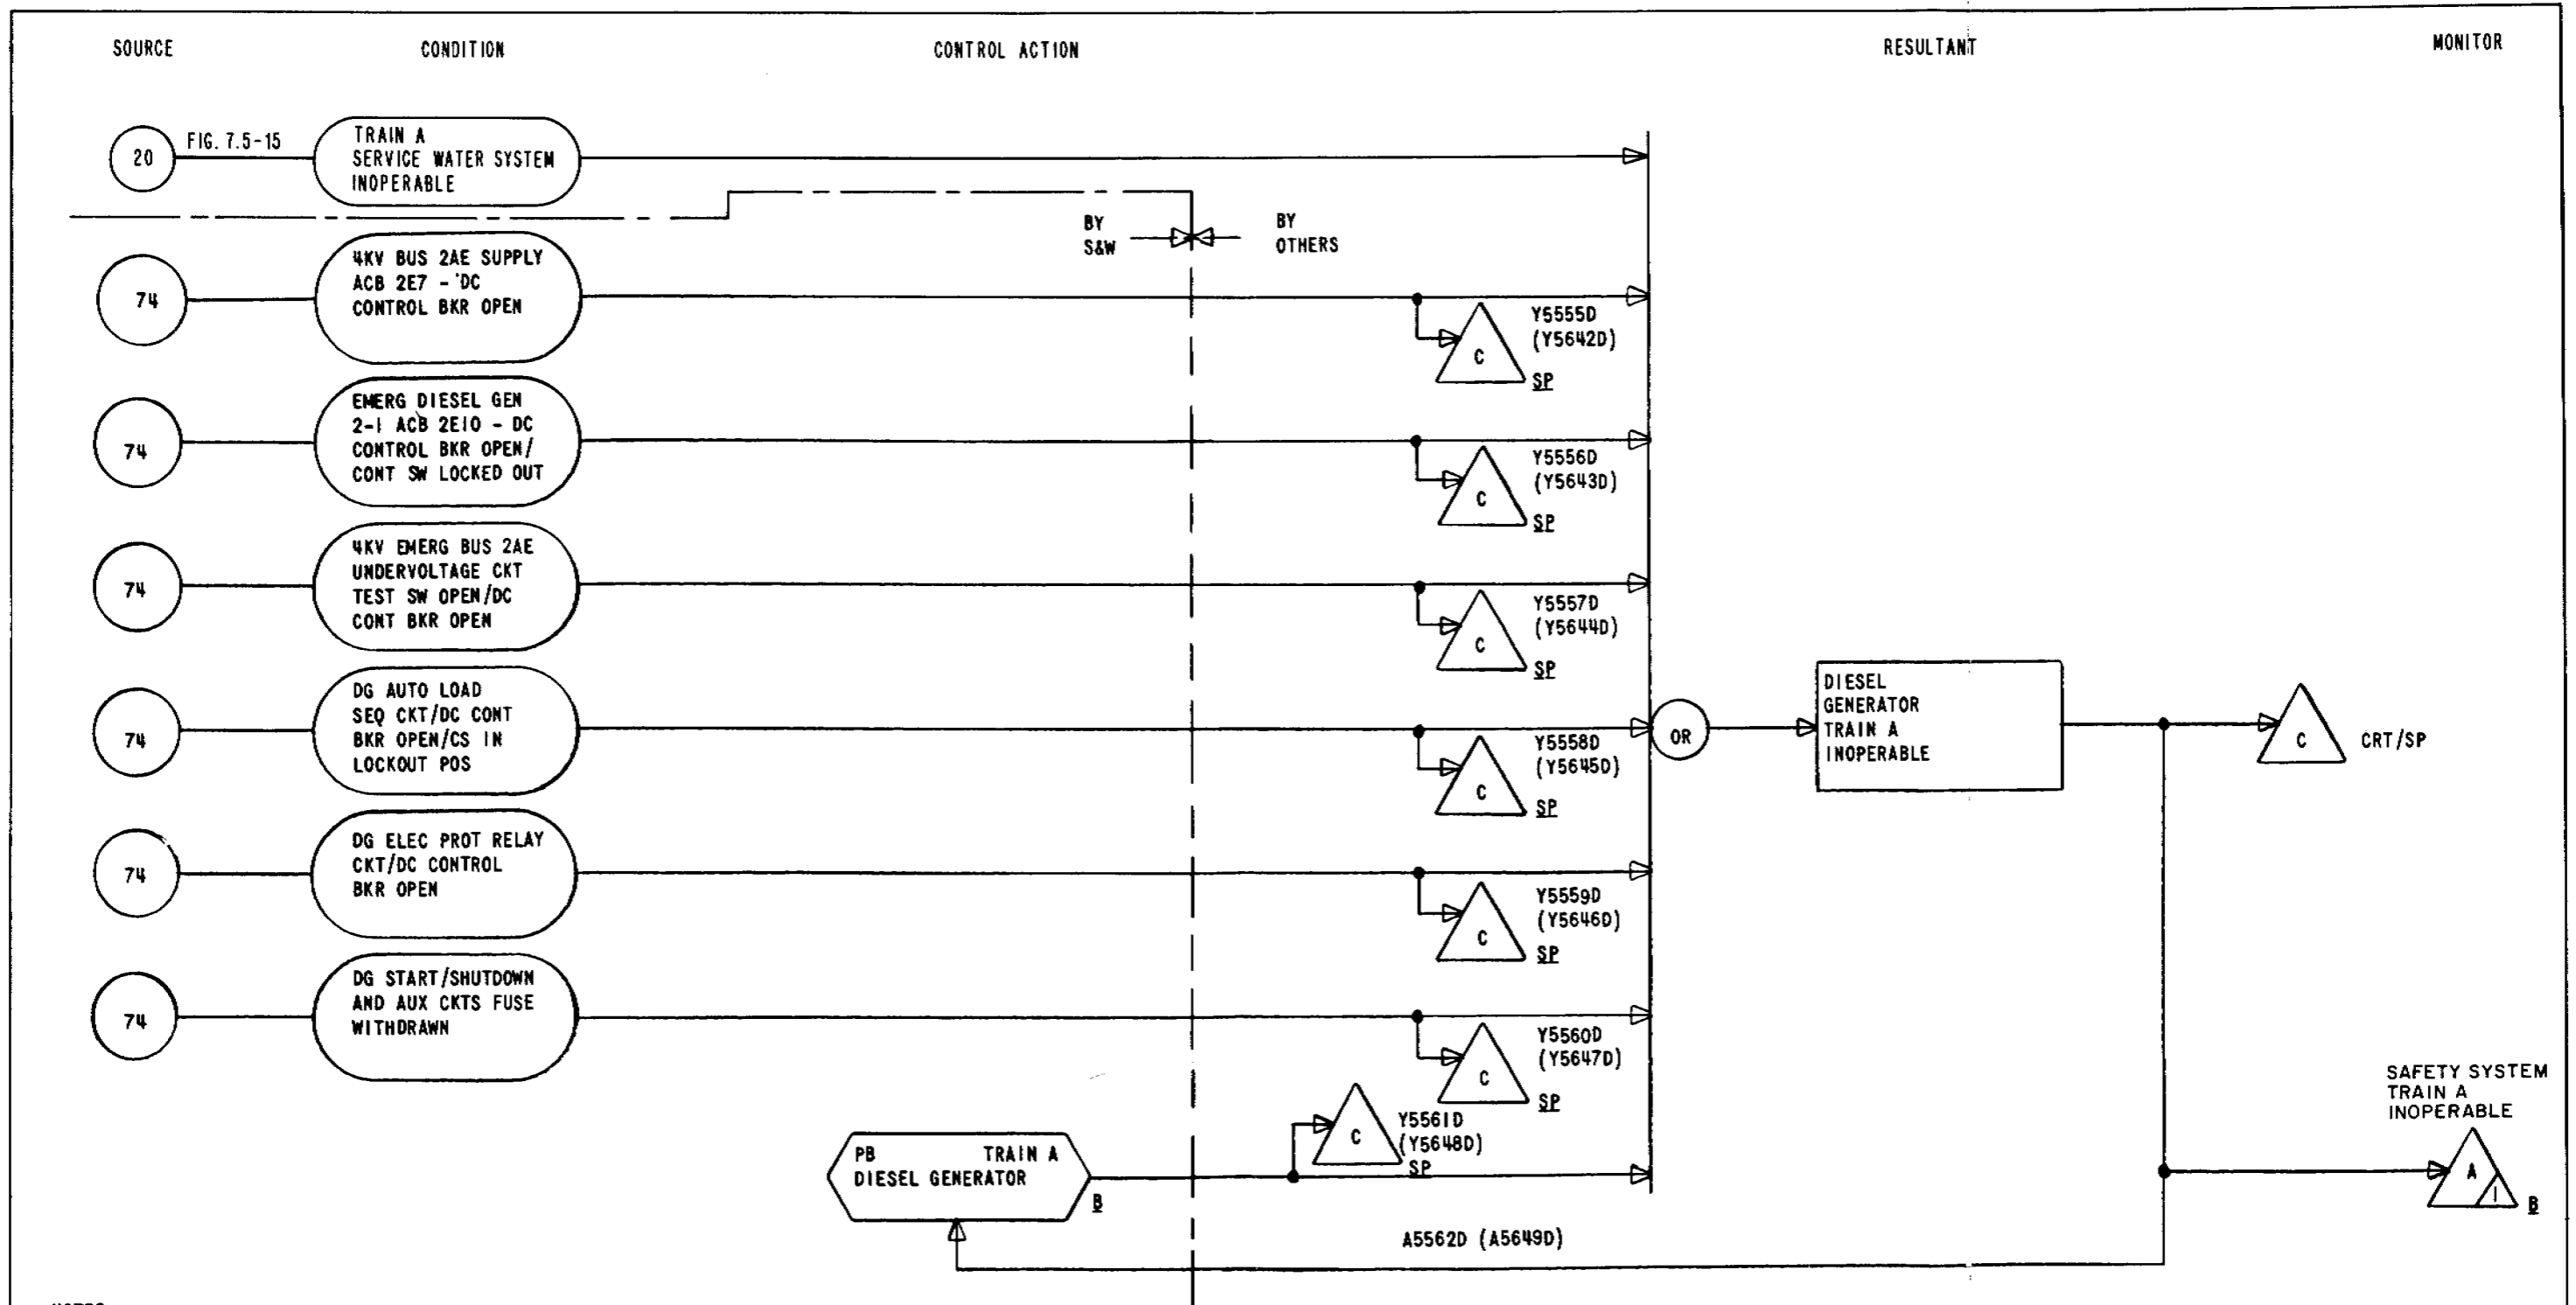 SOURCE CONDITION CONTROL ACTION RESULTANT MONITOR
20
FIG. 7.5-15
TRAIN A
SERVICE WATER SYSTEM
INOPERABLE
BY
S&W
BY
OTHERS
74
4KV BUS 2AE SUPPLY
ACB 2E7 - DC
CONTROL BKR OPEN
C
Y5555D
(Y5642D)
SP
74
EMERG DIESEL GEN
2-1 ACB 2E10 - DC
CONTROL BKR OPEN/
CONT SW LOCKED OUT
C
Y5556D
(Y5643D)
SP
74
4KV EMERG BUS 2AE
UNDERVOLTAGE CKT
TEST SW OPEN/DC
CONT BKR OPEN
C
Y5557D
(Y5644D)
SP
74
DG AUTO LOAD
SEQ CKT/DC CONT
BKR OPEN/CS IN
LOCKOUT POS
C
Y5558D
(Y5645D)
SP
OR
DIESEL
GENERATOR
TRAIN A
INOPERABLE
C
CRT/SP
74
DG ELEC PROT RELAY
CKT/DC CONTROL
BKR OPEN
C
Y5559D
(Y5646D)
SP
74
DG START/SHUTDOWN
AND AUX CKTS FUSE
WITHDRAWN
C
Y5560D
(Y5647D)
SP
PB TRAIN A
DIESEL GENERATOR
B
C
Y5561D
(Y5648D)
SP
SAFETY SYSTEM
TRAIN A
INOPERABLE
A
1
B
A5562D (A5649D)